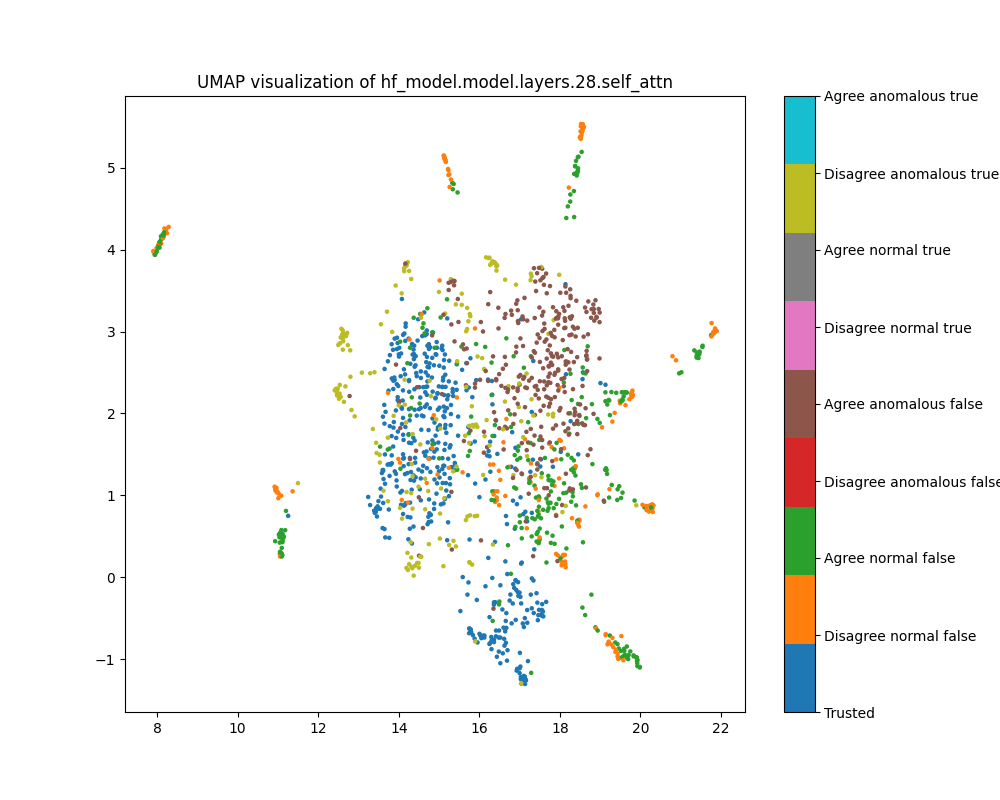 UMAP visualization of hf_model.model.layers.28.self_attn
5
4
3
2
1
0
−1
8
10
12
14
16
18
20
22
Agree anomalous true
Disagree anomalous true
Agree normal true
Disagree normal true
Agree anomalous false
Disagree anomalous false
Agree normal false
Disagree normal false
Trusted